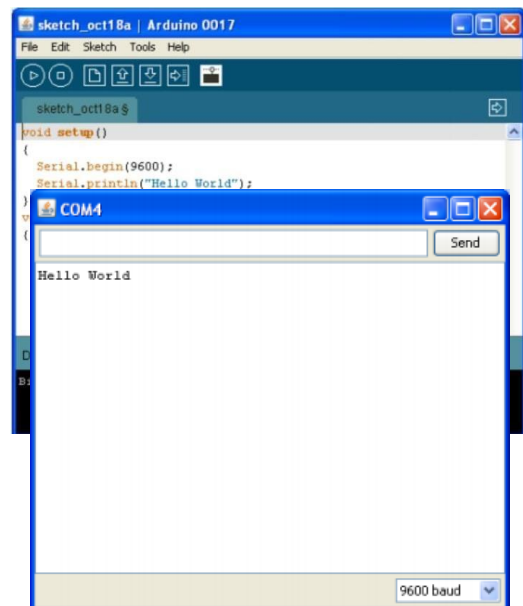 sketch_oct18a | Arduino 0017
File Edit Sketch Tools Help
sketch_oct18a §
void setup()
{
Serial.begin(9600);
Serial.println("Hello World");
}
v
{
COM4
Send
Hello World
D
9600 baud